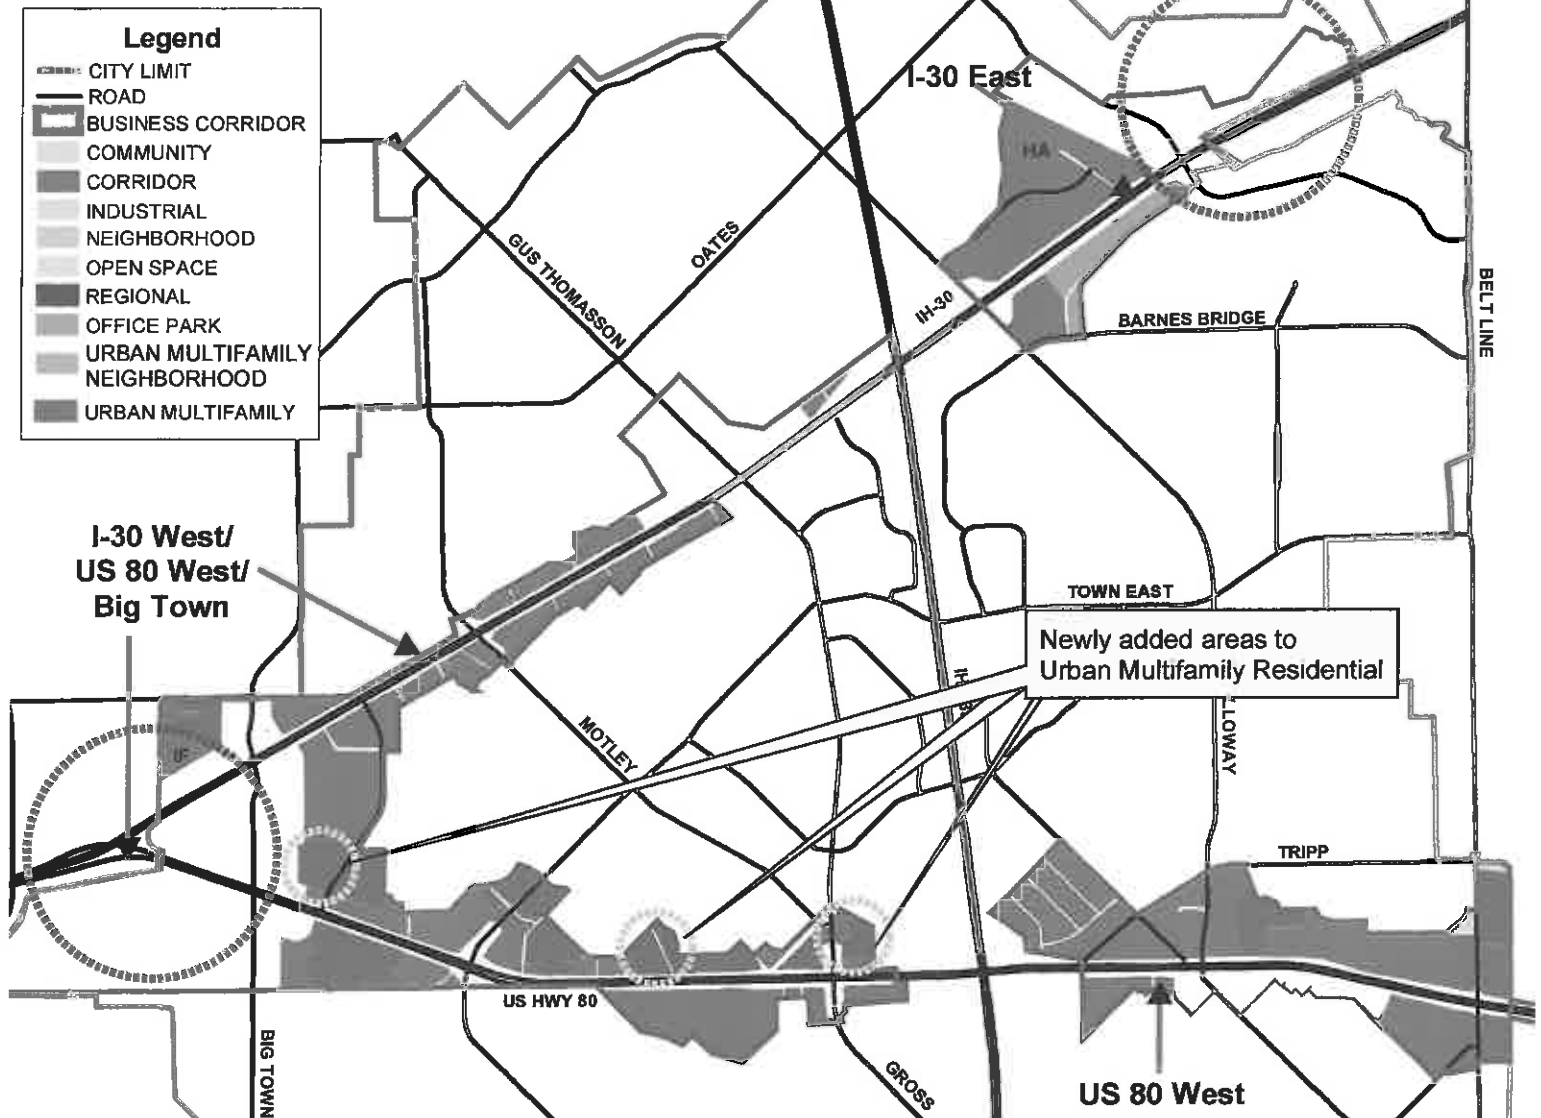 Legend
CITY LIMIT
ROAD
BUSINESS CORRIDOR
COMMUNITY
CORRIDOR
INDUSTRIAL
NEIGHBORHOOD
OPEN SPACE
REGIONAL
OFFICE PARK
URBAN MULTIFAMILY
NEIGHBORHOOD
URBAN MULTIFAMILY
I-30 East
HA
OATES
GUS THOMASSON
IH-30
BARNES BRIDGE
BELT LINE
I-30 West/
US 80 West/
Big Town
TOWN EAST
Newly added areas to
Urban Multifamily Residential
LOWAY
MOTLEY
TRIPP
US HWY 80
BIG TOWN
GROSS
US 80 West